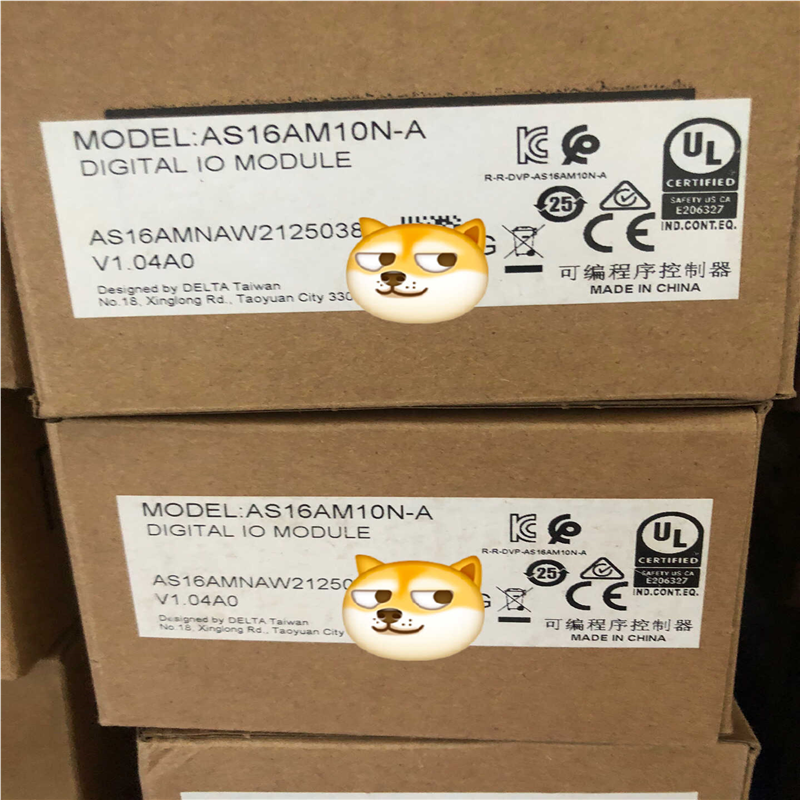 MODEL:AS16AM10N-A
DIGITAL IO MODULE
R-R-DVP-AS16AM10N-A
UL
CERTIFIED
SAFETY US CA
E206327
IND.CONT.EQ.
25
CE
AS16AMNAW2125038
G
V1.04A0
可编程序控制器
MADE IN CHINA
Designed by DELTA Taiwan
No.18, Xinglong Rd., Taoyuan City 330
MODEL:AS16AM10N-A
DIGITAL IO MODULE
R-R-DVP-AS16AM10N-A
UL
CERTIFIED
SAFETY US CA
E206327
IND.CONT.EQ.
25
CE
AS16AMNAW21250
G
V1.04A0
可编程序控制器
MADE IN CHINA
Designed by DELTA Taiwan
No.18, Xinglong Rd., Taoyuan City